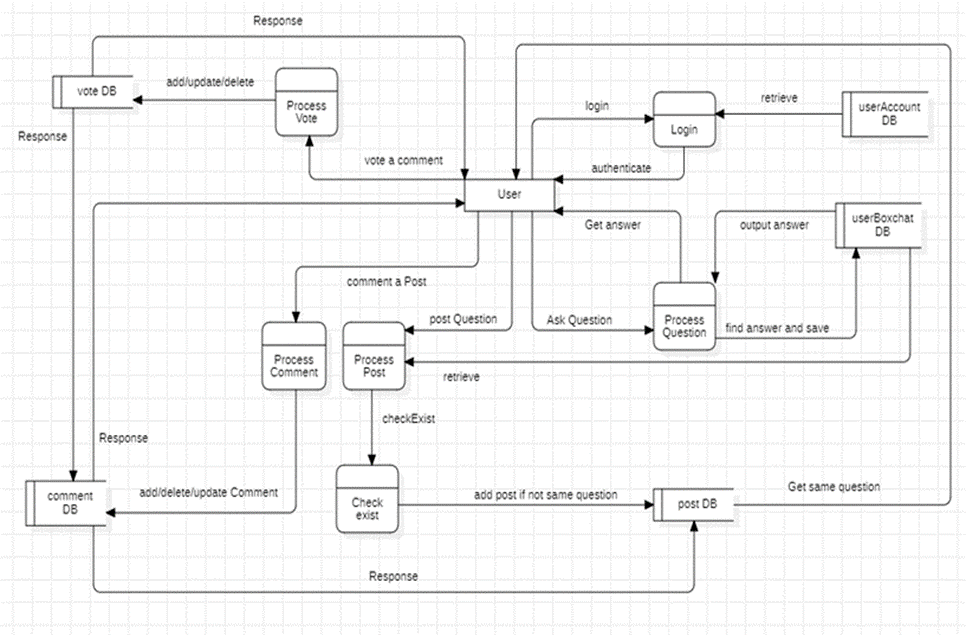 Response
vote DB
add/update/delete
Process
Vote
login
Login
retrieve
userAccount
DB
Response
vote a comment
authenticate
User
Get answer
output answer
userBoxchat
DB
comment a Post
post Question
Ask Question
Process
Question
find answer and save
Process
Comment
Process
Post
retrieve
checkExist
Response
comment
DB
add/delete/update Comment
Check
exist
add post if not same question
post DB
Get same question
Response